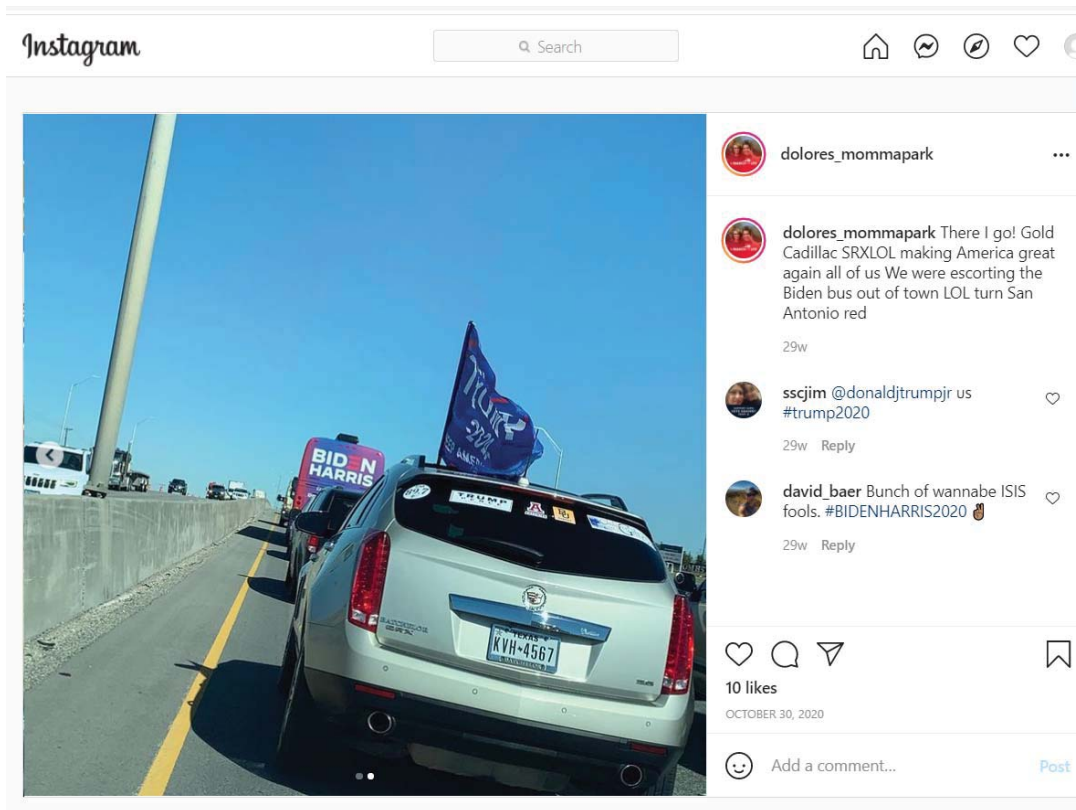 Instagram
Search
dolores_mommapark
dolores_mommapark There I go! Gold
Cadillac SRXLOL making America great
again all of us We were escorting the
Biden bus out of town LOL turn San
Antonio red
29w
sscjim @donaldjtrumpjr us
#trump2020
29w Reply
david_baer Bunch of wannabe ISIS
fools. #BIDENHARRIS2020 ✌🏾
29w Reply
10 likes
OCTOBER 30, 2020
Add a comment...
Post
BIDEN
HARRIS
TRUMP
2020
TRUMP
A
BU
BATCHELOR
SRX
TEXAS
KVH★4567
BATCHELOR